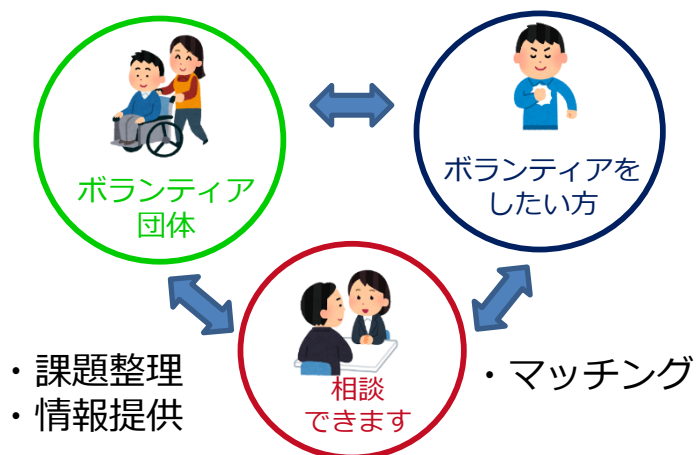 ボランティア
団体
ボランティアを
したい方
相談
できます
・課題整理
・情報提供
・マッチング